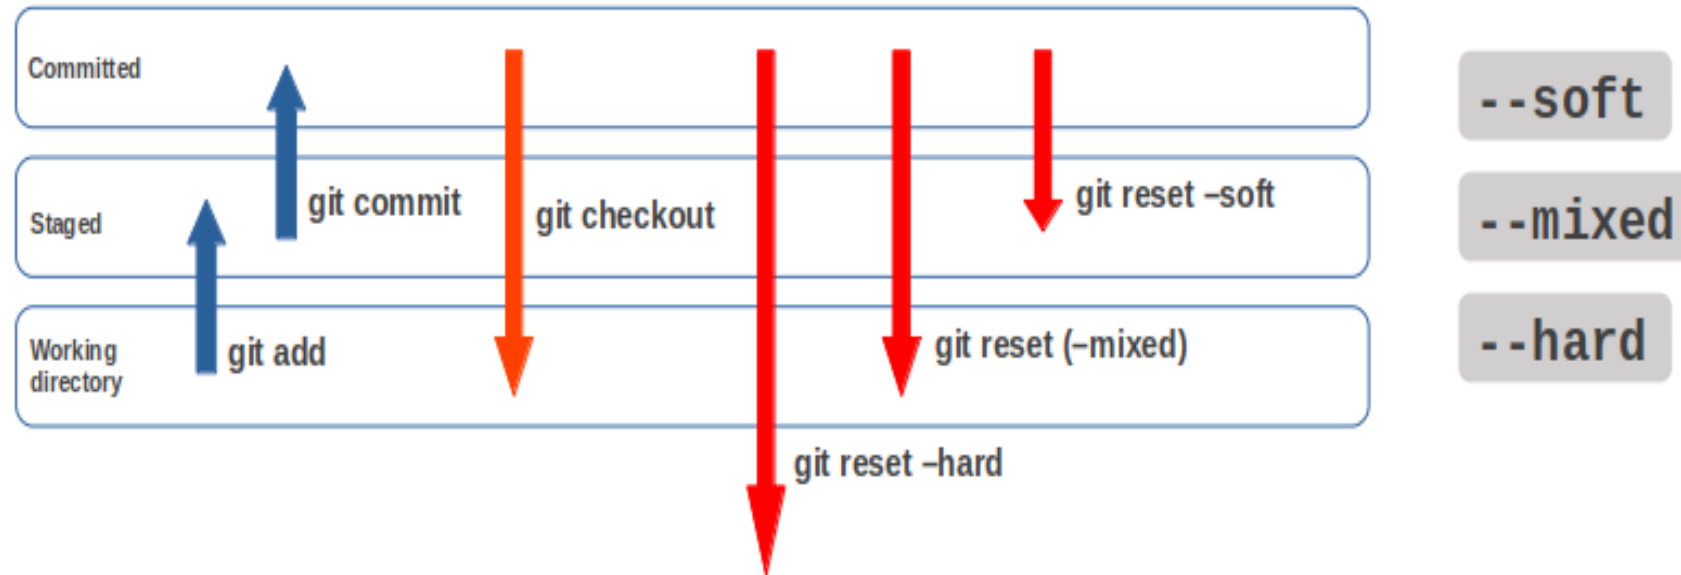 Committed
git commit
Staged
git add
Working
directory
git checkout
git reset –hard
git reset (–mixed)
git reset –soft
--soft
--mixed
--hard